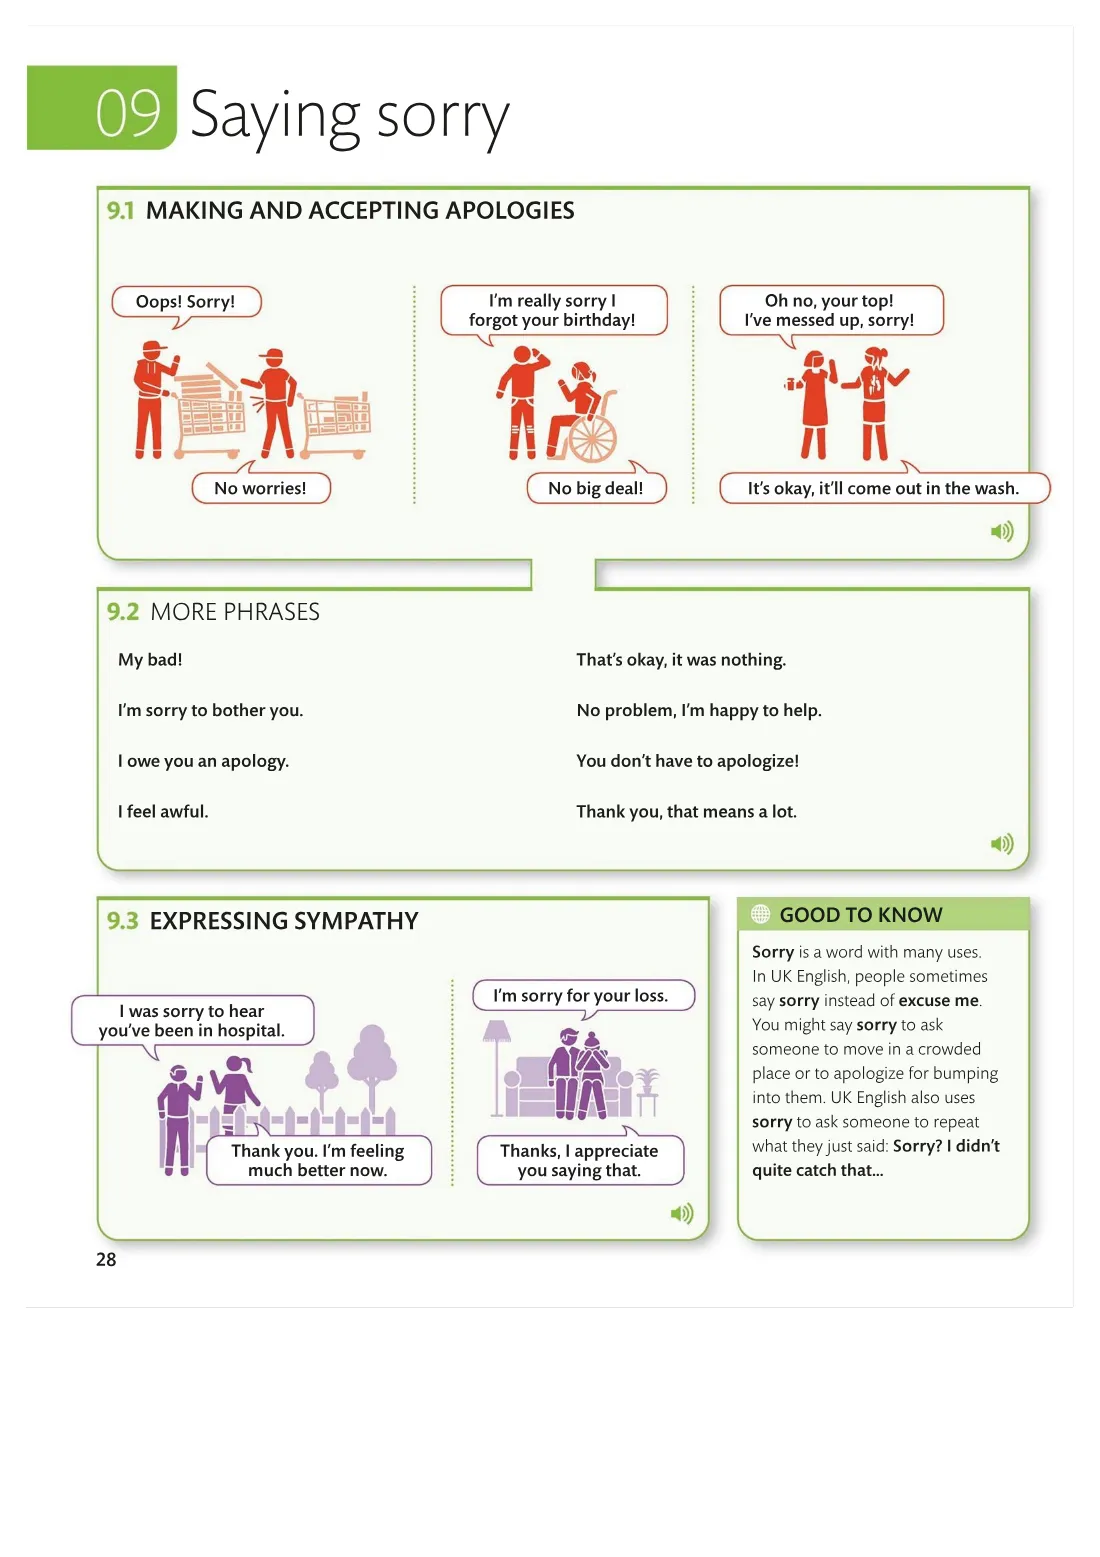 09 Saying sorry
9.1 MAKING AND ACCEPTING APOLOGIES
Oops! Sorry!
No worries!
I'm really sorry I
forgot your birthday!
No big deal!
Oh no, your top!
I've messed up, sorry!
It's okay, it'll come out in the wash.
9.2 MORE PHRASES
My bad!
That's okay, it was nothing.
I'm sorry to bother you.
No problem, I'm happy to help.
I owe you an apology.
You don't have to apologize!
I feel awful.
Thank you, that means a lot.
9.3 EXPRESSING SYMPATHY
I was sorry to hear
you've been in hospital.
Thank you. I'm feeling
much better now.
I'm sorry for your loss.
Thanks, I appreciate
you saying that.
GOOD TO KNOW
Sorry is a word with many uses.
In UK English, people sometimes
say sorry instead of excuse me.
You might say sorry to ask
someone to move in a crowded
place or to apologize for bumping
into them. UK English also uses
sorry to ask someone to repeat
what they just said: Sorry? I didn't
quite catch that...
28